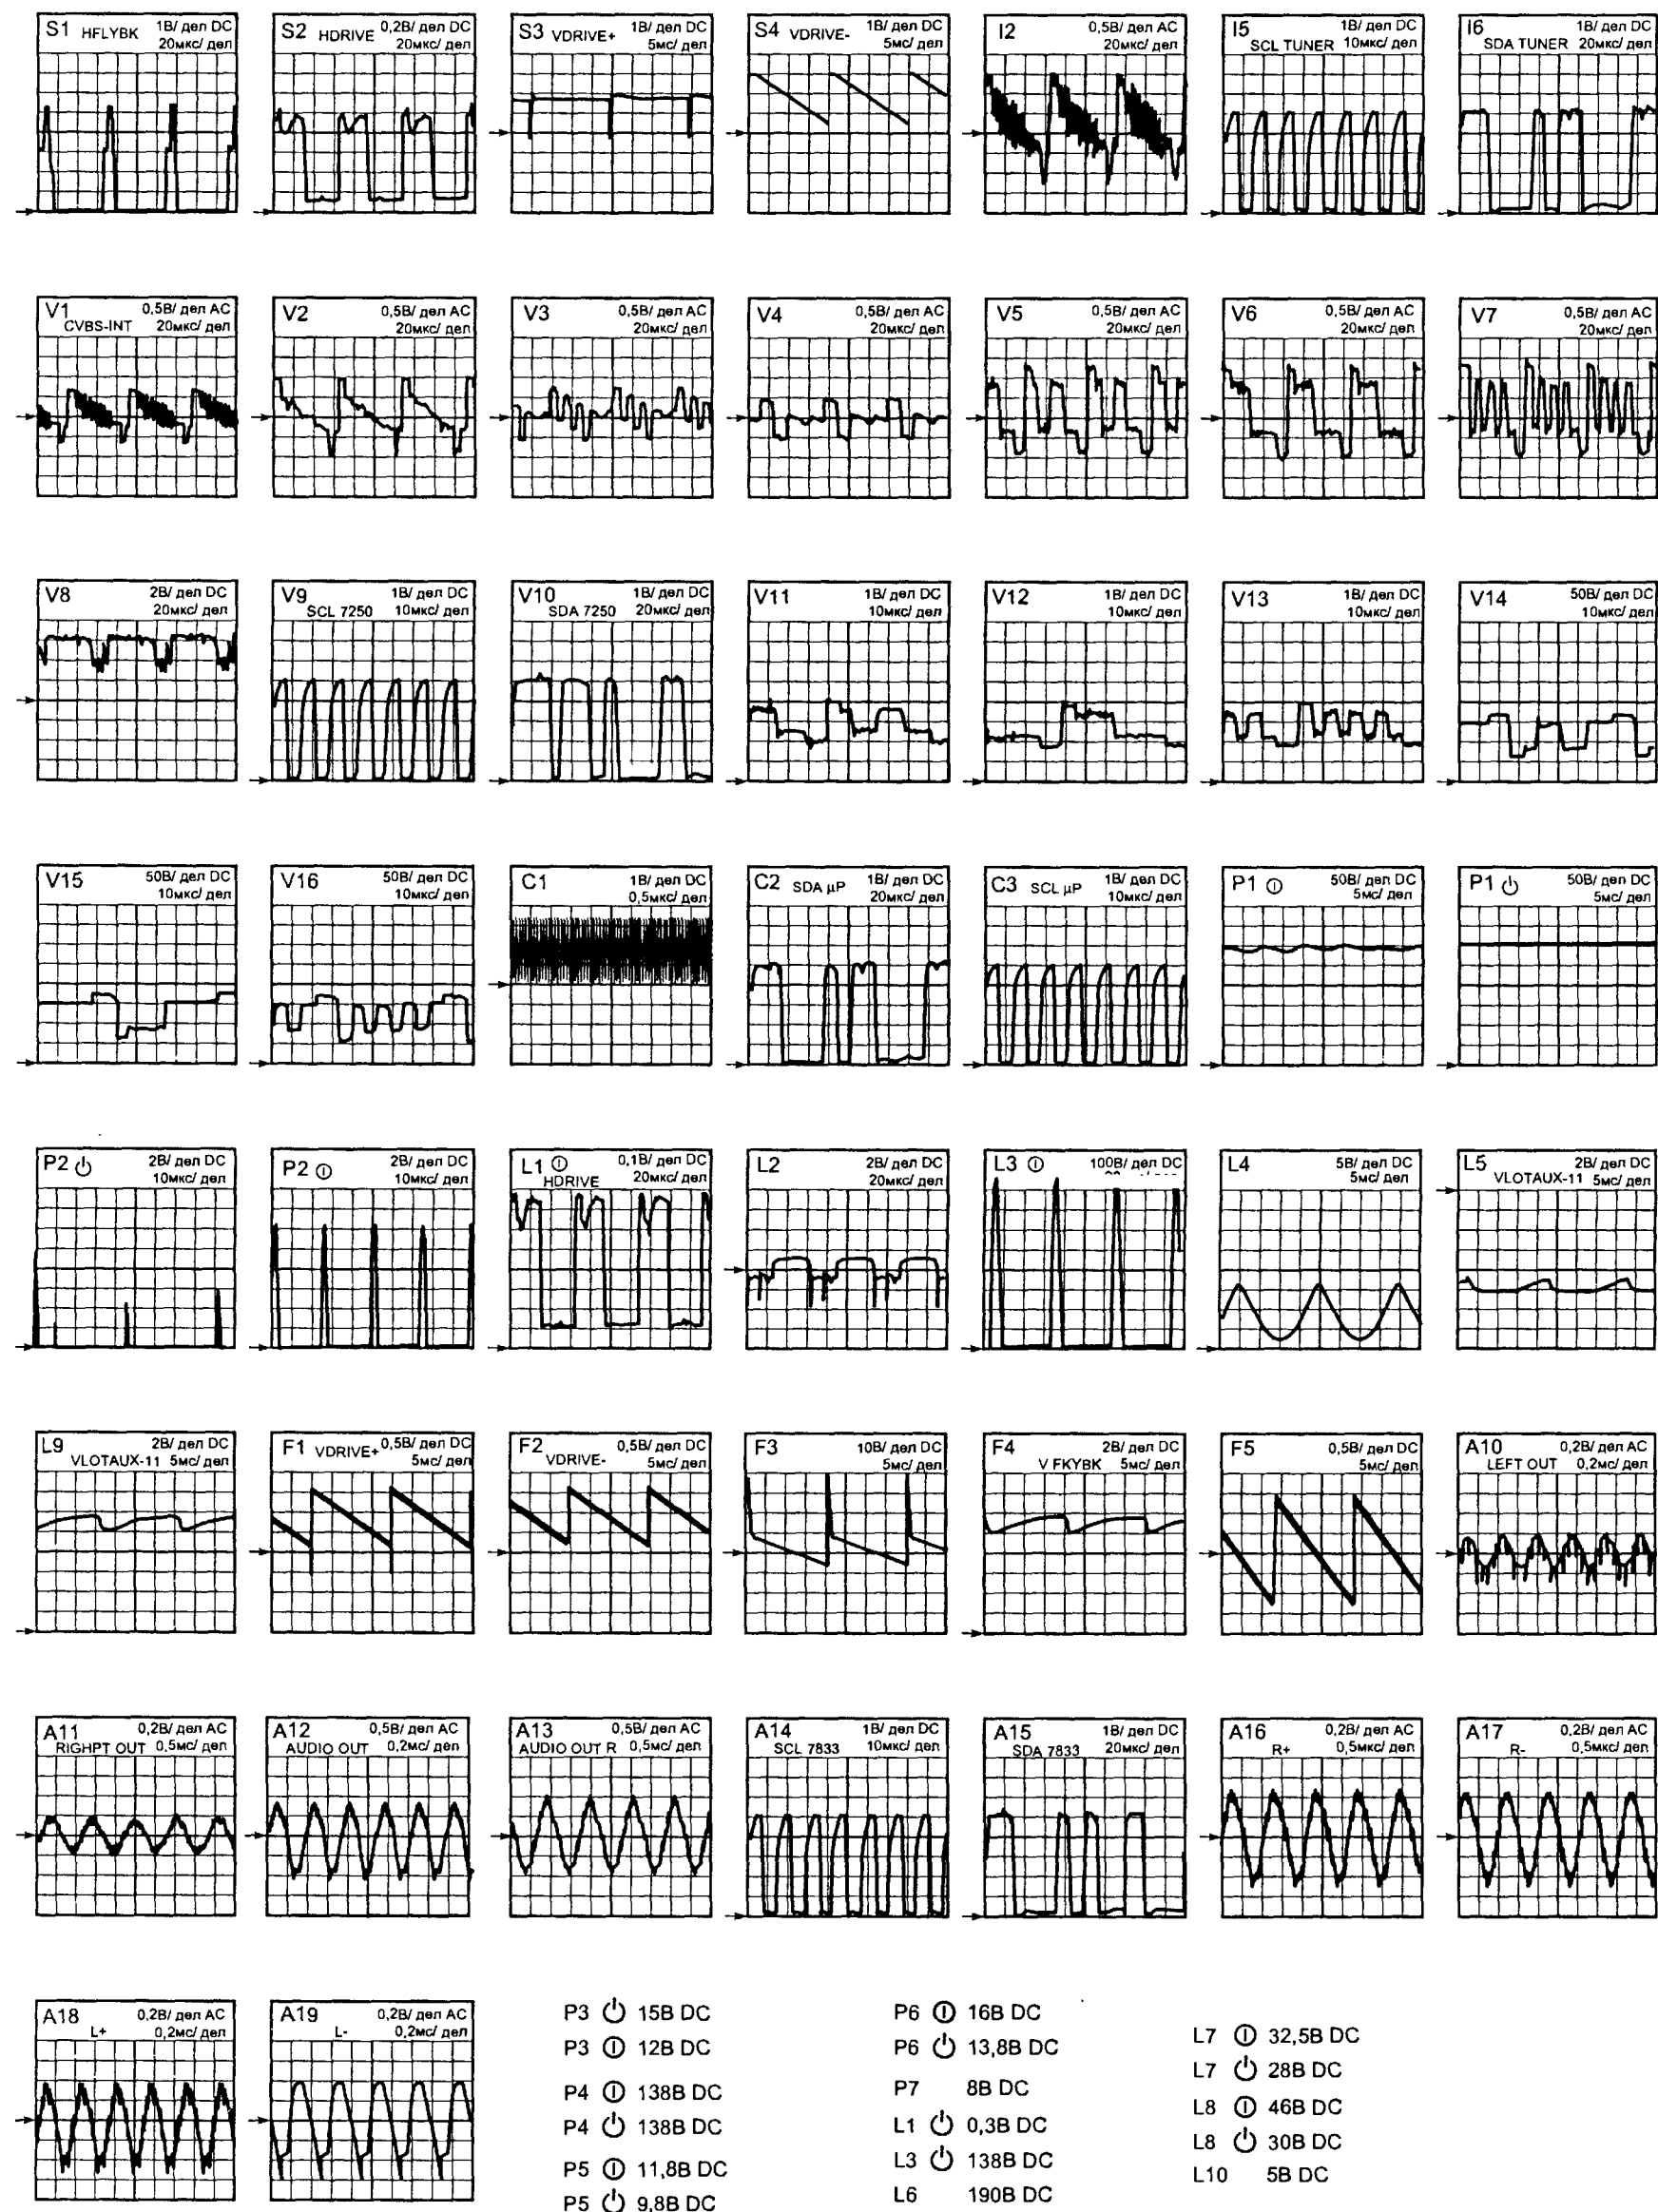 S1 HFLYBK 1В/ дел DC
20мкс/ дел
S2 HDRIVE 0,2В/ дел DC
20мкс/ дел
S3 VDRIVE+ 1В/ дел DC
5мс/ дел
S4 VDRIVE- 1В/ дел DC
5мс/ дел
I2 0,5В/ дел AC
20мкс/ дел
I5 1В/ дел DC
SCL TUNER 10мкс/ дел
I6 1В/ дел DC
SDA TUNER 20мкс/ дел
V1 0,5В/ дел AC
CVBS-INT 20мкс/ дел
V2 0,5В/ дел AC
20мкс/ дел
V3 0,5В/ дел AC
20мкс/ дел
V4 0,5В/ дел AC
20мкс/ дел
V5 0,5В/ дел AC
20мкс/ дел
V6 0,5В/ дел AC
20мкс/ дел
V7 0,5В/ дел AC
20мкс/ дел
V8 2В/ дел DC
20мкс/ дел
V9 1В/ дел DC
SCL 7250 10мкс/ дел
V10 1В/ дел DC
SDA 7250 20мкс/ дел
V11 1В/ дел DC
10мкс/ дел
V12 1В/ дел DC
10мкс/ дел
V13 1В/ дел DC
10мкс/ дел
V14 50В/ дел DC
10мкс/ дел
V15 50В/ дел DC
10мкс/ дел
V16 50В/ дел DC
10мкс/ дел
C1 1В/ дел DC
0,5мкс/ дел
C2 SDA µP 1В/ дел DC
20мкс/ дел
C3 SCL µP 1В/ дел DC
10мкс/ дел
P1 50В/ дел DC
5мс/ дел
P1 50В/ дел DC
5мс/ дел
P2 2В/ дел DC
10мкс/ дел
P2 2В/ дел DC
10мкс/ дел
L1 0,1В/ дел DC
HDRIVE 20мкс/ дел
L2 2В/ дел DC
20мкс/ дел
L3 100В/ дел DC
L4 5В/ дел DC
5мс/ дел
L5 2В/ дел DC
VLOTAUX-11 5мс/ дел
L9 2В/ дел DC
VLOTAUX-11 5мс/ дел
F1 VDRIVE+ 0,5В/ дел DC
5мс/ дел
F2 0,5В/ дел DC
VDRIVE- 5мс/ дел
F3 10В/ дел DC
5мс/ дел
F4 2В/ дел DC
V FKYBK 5мс/ дел
F5 0,5В/ дел DC
5мс/ дел
A10 0,2В/ дел AC
LEFT OUT 0,2мс/ дел
A11 0,2В/ дел AC
RIGHPT OUT 0,5мс/ дел
A12 0,5В/ дел AC
AUDIO OUT 0,2мс/ дел
A13 0,5В/ дел AC
AUDIO OUT R 0,5мс/ дел
A14 1В/ дел DC
SCL 7833 10мкс/ дел
A15 1В/ дел DC
SDA 7833 20мкс/ дел
A16 0,2В/ дел AC
R+ 0,5мкс/ дел
A17 0,2В/ дел AC
R- 0,5мкс/ дел
A18 0,2В/ дел AC
L+ 0,2мс/ дел
A19 0,2В/ дел AC
L- 0,2мс/ дел
P3 15В DC
P3 12В DC
P4 138В DC
P4 138В DC
P5 11,8В DC
P5 9,8В DC
P6 16В DC
P6 13,8В DC
P7 8В DC
L1 0,3В DC
L3 138В DC
L6 190В DC
L7 32,5В DC
L7 28В DC
L8 46В DC
L8 30В DC
L10 5В DC